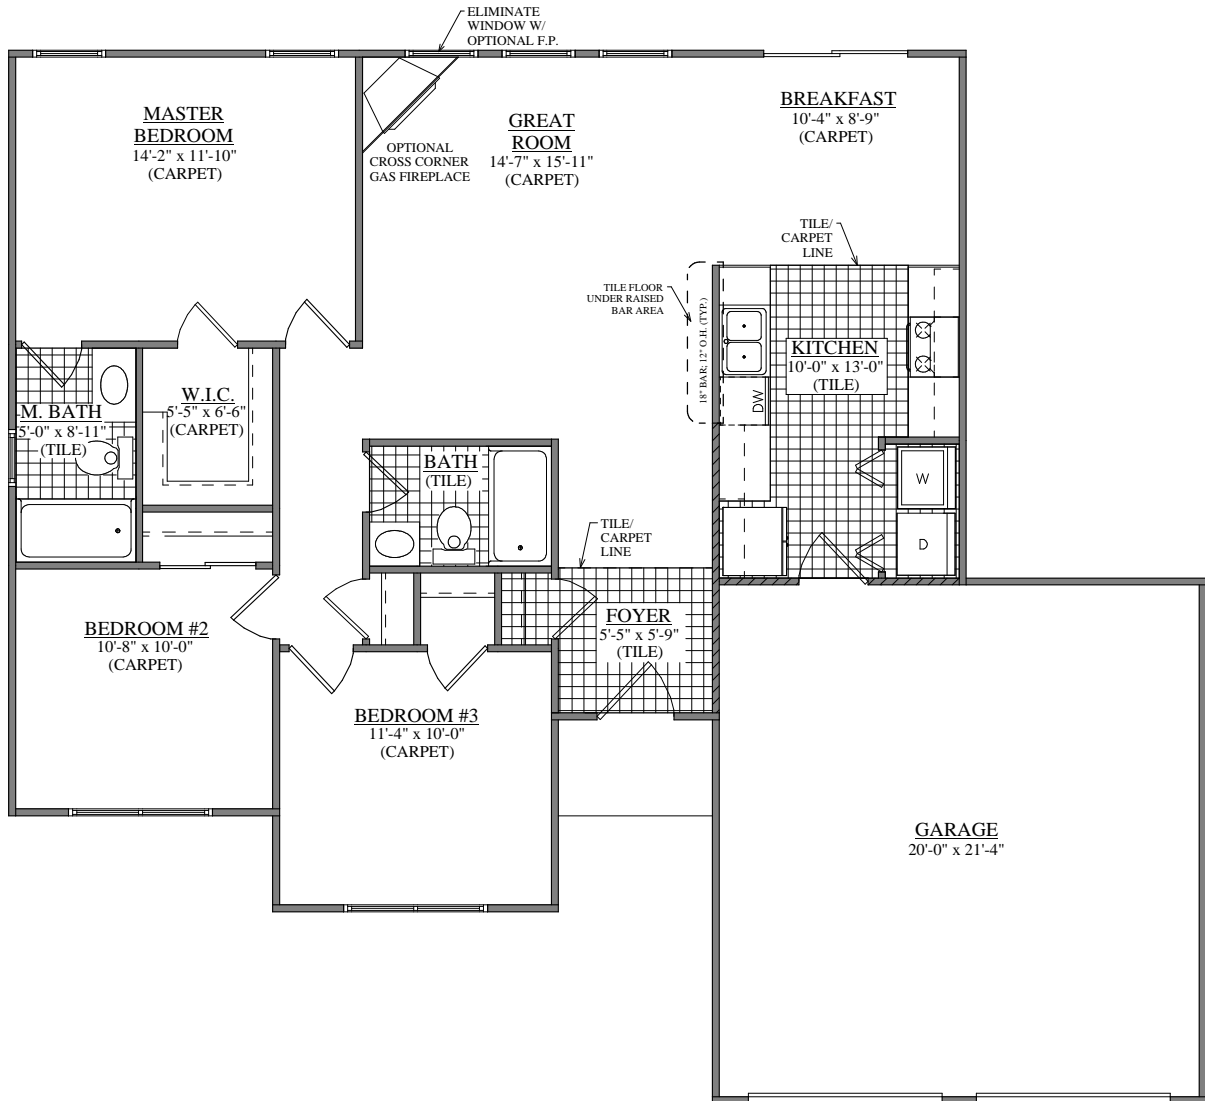 ELIMINATE
WINDOW W/
OPTIONAL F.P.
MASTER
BEDROOM
14'-2" x 11'-10"
(CARPET)
OPTIONAL
CROSS CORNER
GAS FIREPLACE
GREAT
ROOM
14'-7" x 15'-11"
(CARPET)
BREAKFAST
10'-4" x 8'-9"
(CARPET)
TILE/
CARPET
LINE
TILE FLOOR
UNDER RAISED
BAR AREA
18" BAR; 12" O.H. (TYP.)
KITCHEN
10'-0" x 13'-0"
(TILE)
DW
W
D
M. BATH
5'-0" x 8'-11"
(TILE)
W.I.C.
5'-5" x 6'-6"
(CARPET)
BATH
(TILE)
TILE/
CARPET
LINE
FOYER
5'-5" x 5'-9"
(TILE)
BEDROOM #2
10'-8" x 10'-0"
(CARPET)
BEDROOM #3
11'-4" x 10'-0"
(CARPET)
GARAGE
20'-0" x 21'-4"